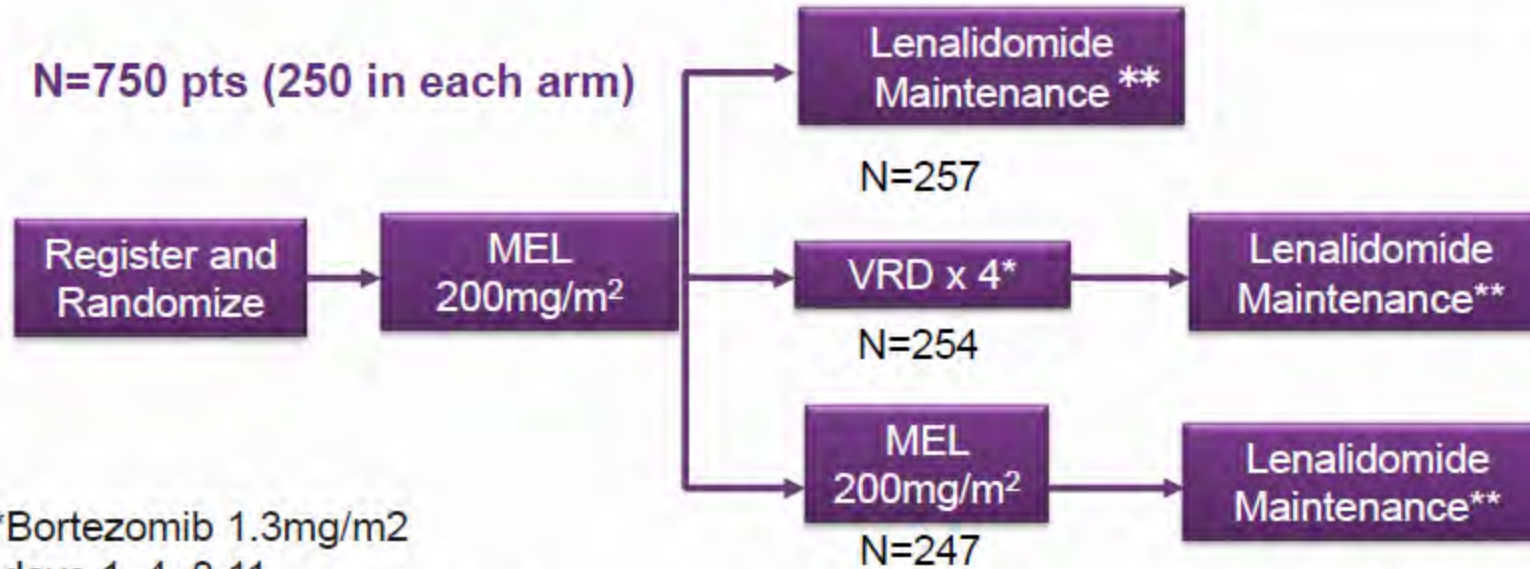 N=750 pts (250 in each arm)
Lenalidomide
Maintenance **
N=257
Register and
Randomize
MEL
200mg/m²
VRD x 4*
N=254
Lenalidomide
Maintenance**
MEL
200mg/m²
N=247
Lenalidomide
Maintenance**
*Bortezomib 1.3mg/m2